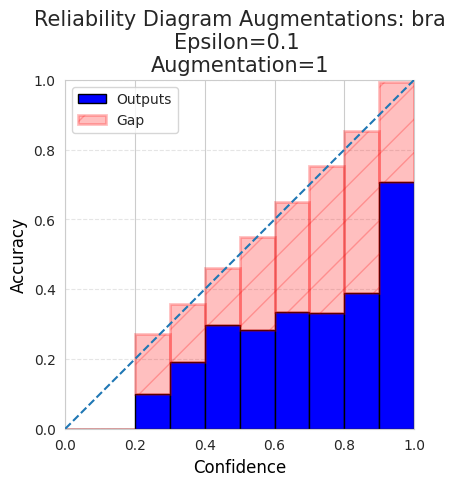 Reliability Diagram Augmentations: bra
Epsilon=0.1
Augmentation=1
1.0
Outputs
Gap
0.8
0.6
Accuracy
0.4
0.2
0.0
0.0 0.2 0.4 0.6 0.8 1.0
Confidence